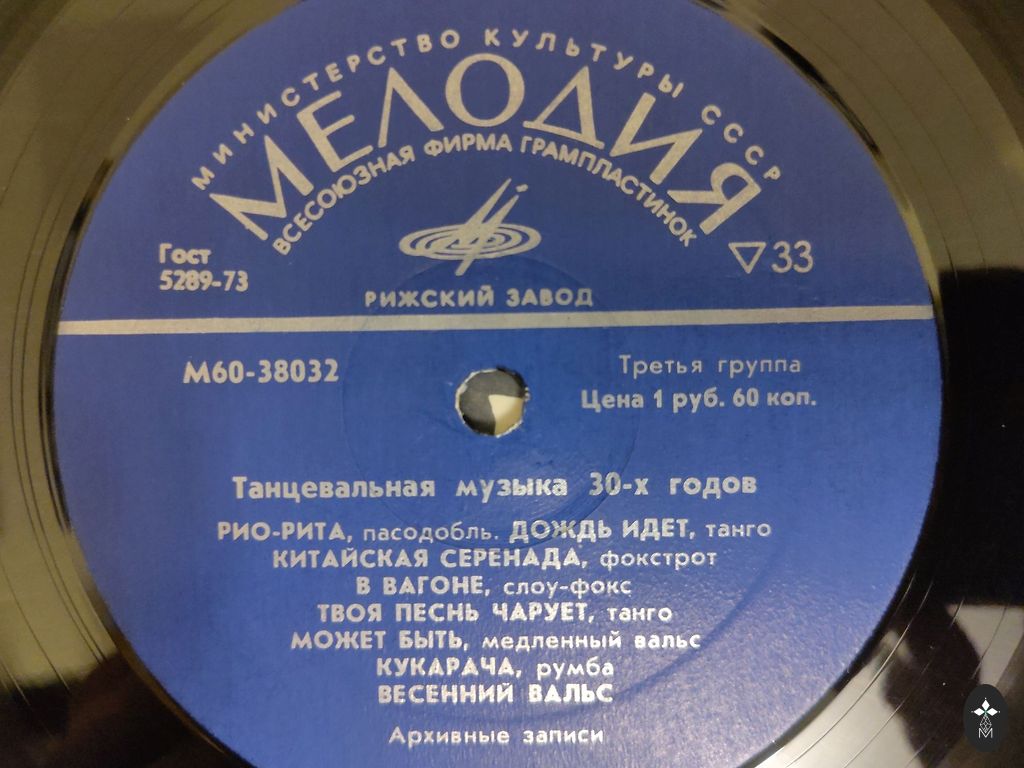 МИНИСТЕРСТВО КУЛЬТУРЫ СССР
МЕЛОДИЯ
ВСЕСОЮЗНАЯ ФИРМА ГРАМПЛАСТИНОК
Гост
5289-73
▽33
РИЖСКИЙ ЗАВОД
М60-38032
Третья группа
Цена 1 руб. 60 коп.
Танцевальная музыка 30-х годов
РИО-РИТА, пасодобль. ДОЖДЬ ИДЕТ, танго
КИТАЙСКАЯ СЕРЕНАДА, фокстрот
В ВАГОНЕ, слоу-фокс
ТВОЯ ПЕСНЬ ЧАРУЕТ, танго
МОЖЕТ БЫТЬ, медленный вальс
КУКАРАЧА, румба
ВЕСЕННИЙ ВАЛЬС
Архивные записи